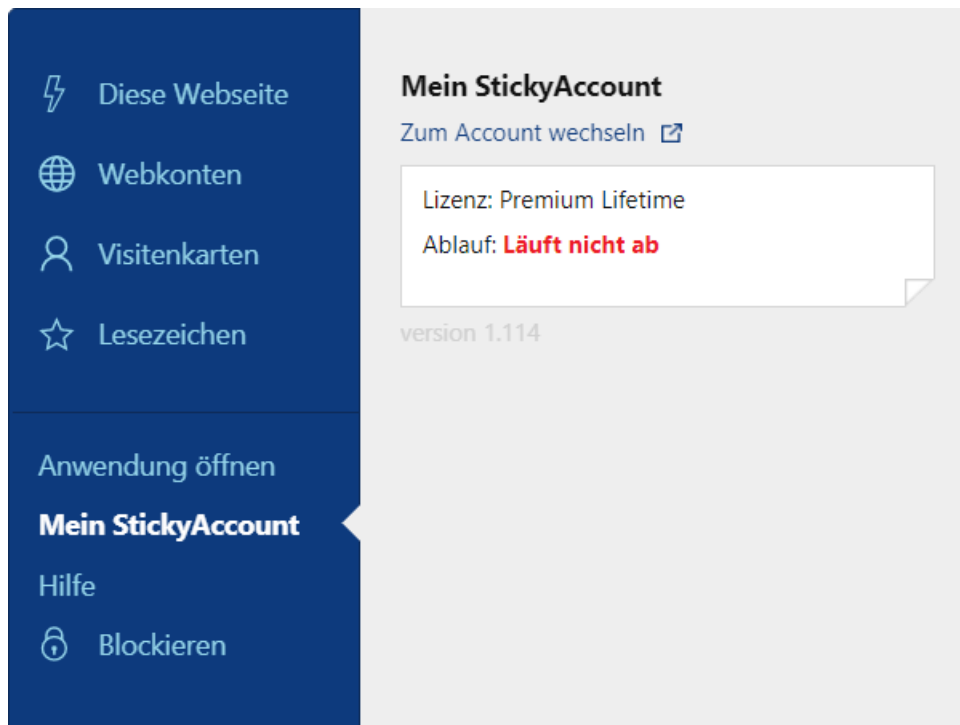 Diese Webseite
Webkonten
Visitenkarten
Lesezeichen
Anwendung öffnen
Mein StickyAccount
Hilfe
Blockieren
Mein StickyAccount
Zum Account wechseln
Lizenz: Premium Lifetime
Ablauf: Läuft nicht ab
version 1.114